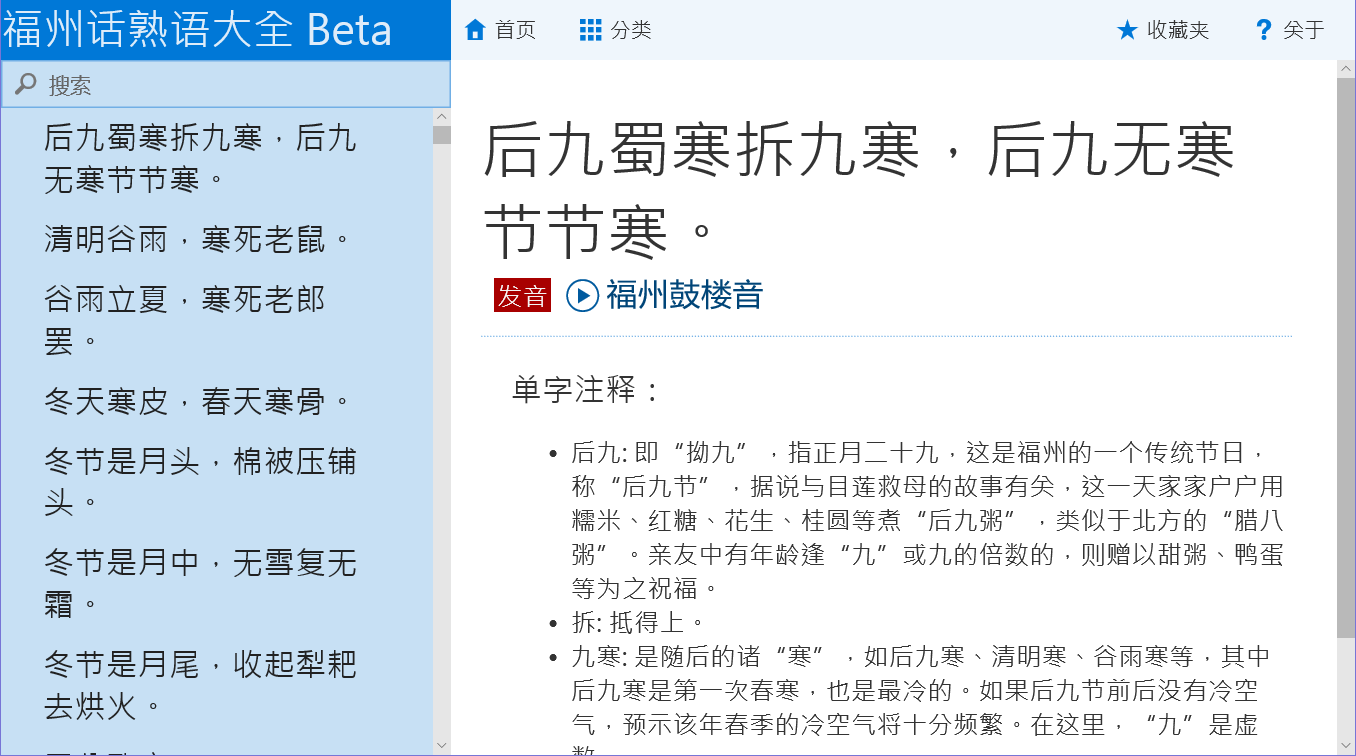 福州话熟语大全 Beta
首页
分类
收藏夹
关于
搜索
后九蜀寒拆九寒，后九
无寒节节寒。
清明谷雨，寒死老鼠。
谷雨立夏，寒死老郎
罢。
冬天寒皮，春天寒骨。
冬节是月头，棉被压铺
头。
冬节是月中，无雪复无
霜。
冬节是月尾，收起犁耙
去烘火。
后九蜀寒拆九寒，后九无寒
节节寒。
发音
福州鼓楼音
单字注释：
• 后九: 即“拗九”，指正月二十九，这是福州的一个传统节日，
称“后九节”，据说与目莲救母的故事有关，这一天家家户户用
糯米、红糖、花生、桂圆等煮“后九粥”，类似于北方的“腊八
粥”。亲友中有年龄逢“九”或九的倍数的，则赠以甜粥、鸭蛋
等为之祝福。
• 拆: 抵得上。
• 九寒: 是随后的诸“寒”，如后九寒、清明寒、谷雨寒等，其中
后九寒是第一次春寒，也是最冷的。如果后九节前后没有冷空
气，预示该年春季的冷空气将十分频繁。在这里，“九”是虚
数